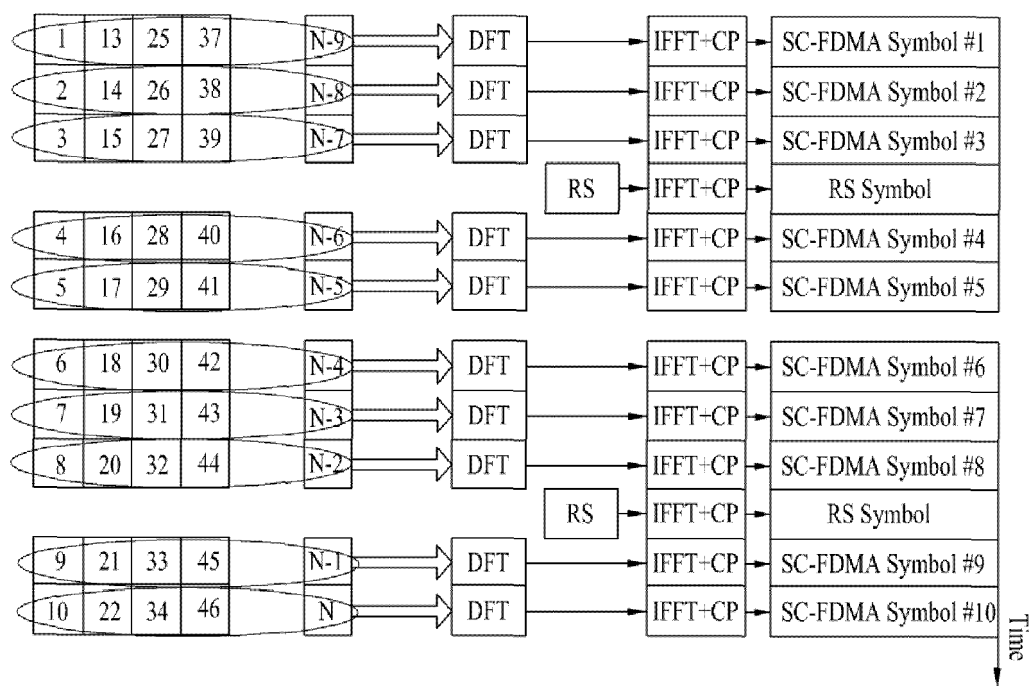 1 13 25 37 N-9 DFT IFFT+CP SC-FDMA Symbol #1
2 14 26 38 N-8 DFT IFFT+CP SC-FDMA Symbol #2
3 15 27 39 N-7 DFT IFFT+CP SC-FDMA Symbol #3
RS IFFT+CP RS Symbol
4 16 28 40 N-6 DFT IFFT+CP SC-FDMA Symbol #4
5 17 29 41 N-5 DFT IFFT+CP SC-FDMA Symbol #5
6 18 30 42 N-4 DFT IFFT+CP SC-FDMA Symbol #6
7 19 31 43 N-3 DFT IFFT+CP SC-FDMA Symbol #7
8 20 32 44 N-2 DFT IFFT+CP SC-FDMA Symbol #8
RS IFFT+CP RS Symbol
9 21 33 45 N-1 DFT IFFT+CP SC-FDMA Symbol #9
10 22 34 46 N DFT IFFT+CP SC-FDMA Symbol #10
Time